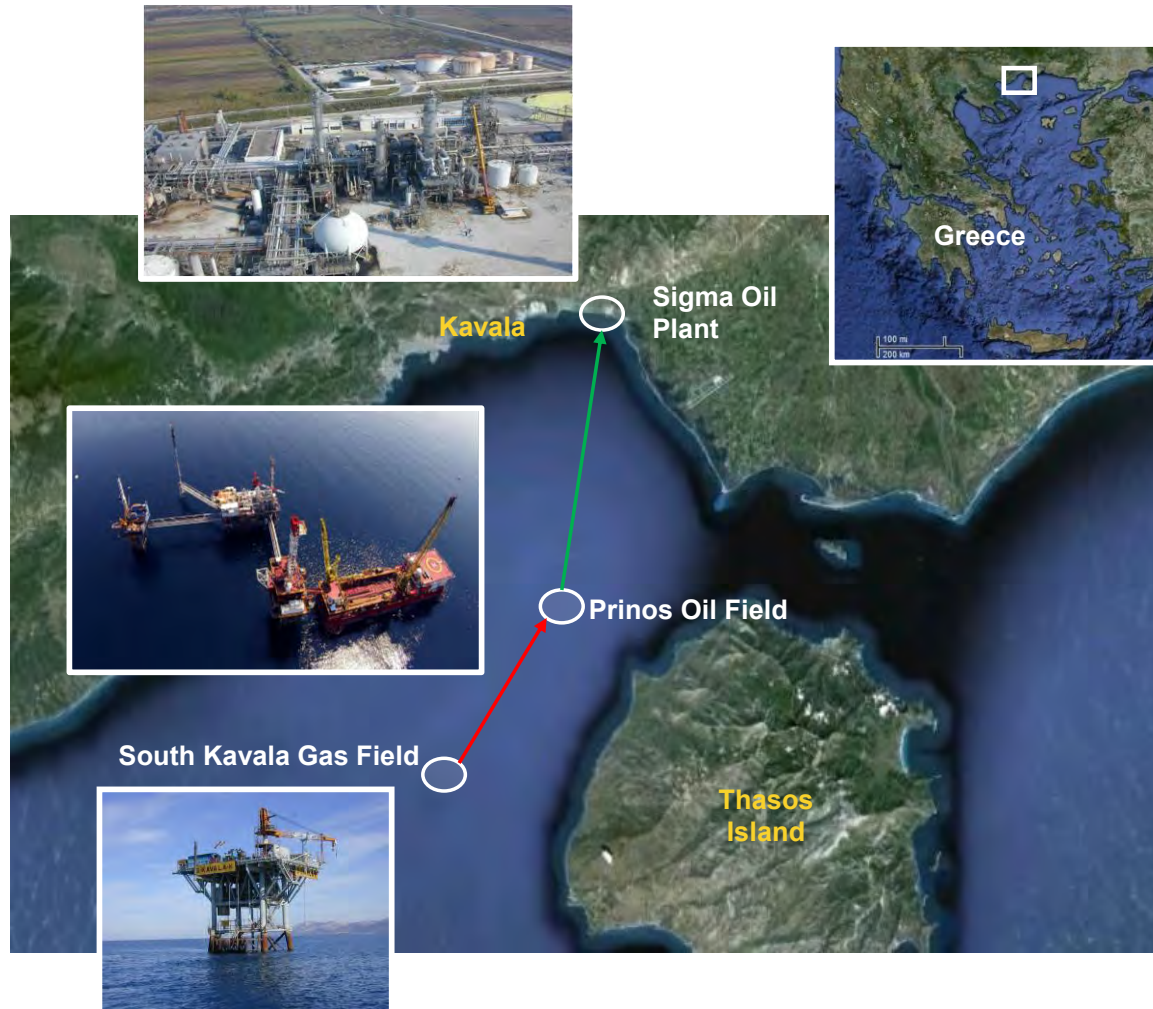 Greece
100 mi
200 km
Sigma Oil
Plant
Kavala
Prinos Oil Field
South Kavala Gas Field
Thasos
Island